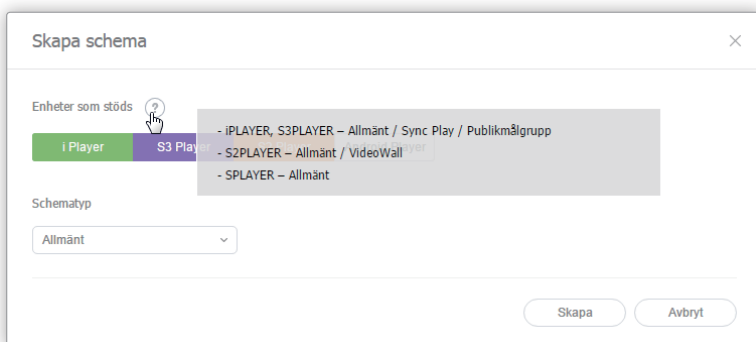 Skapa schema
Enheter som stöds ?
- iPLAYER, S3PLAYER – Allmänt / Sync Play / Publikmålgrupp
i Player S3 Player Player
- S2PLAYER – Allmänt / VideoWall
- SPLAYER – Allmänt
Schematyp
Allmänt
Skapa Avbryt